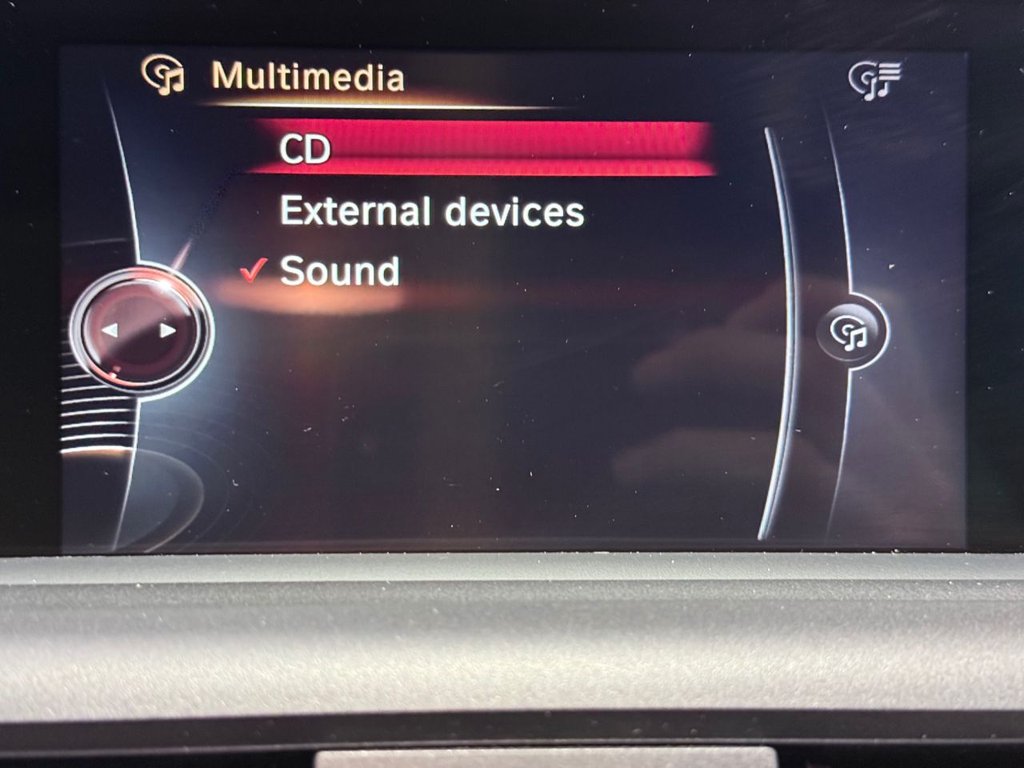 Multimedia
CD
External devices
Sound